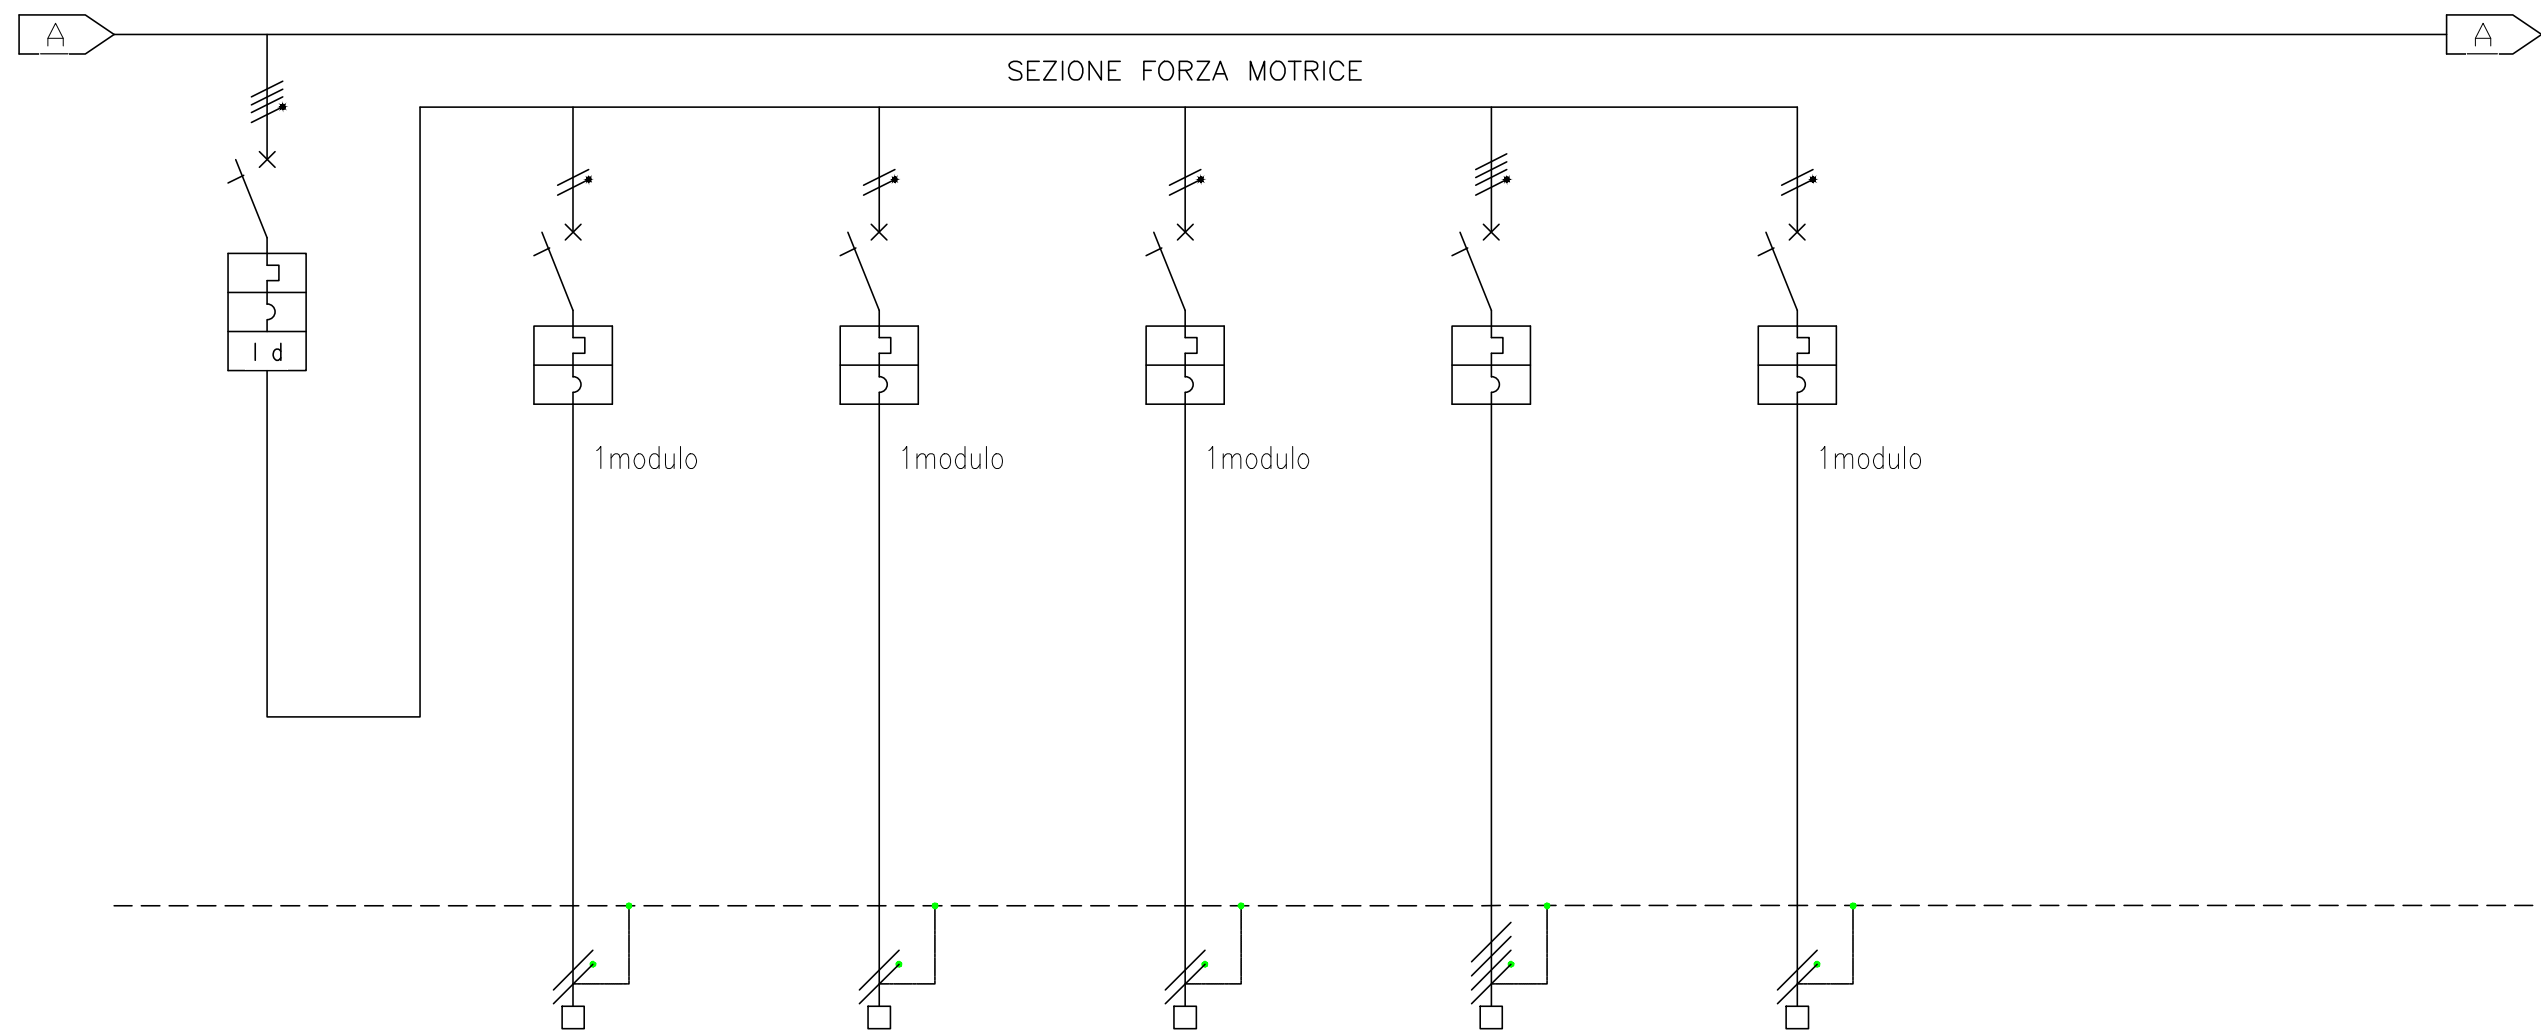 A
A
SEZIONE FORZA MOTRICE
I d
1modulo
1modulo
1modulo
1modulo